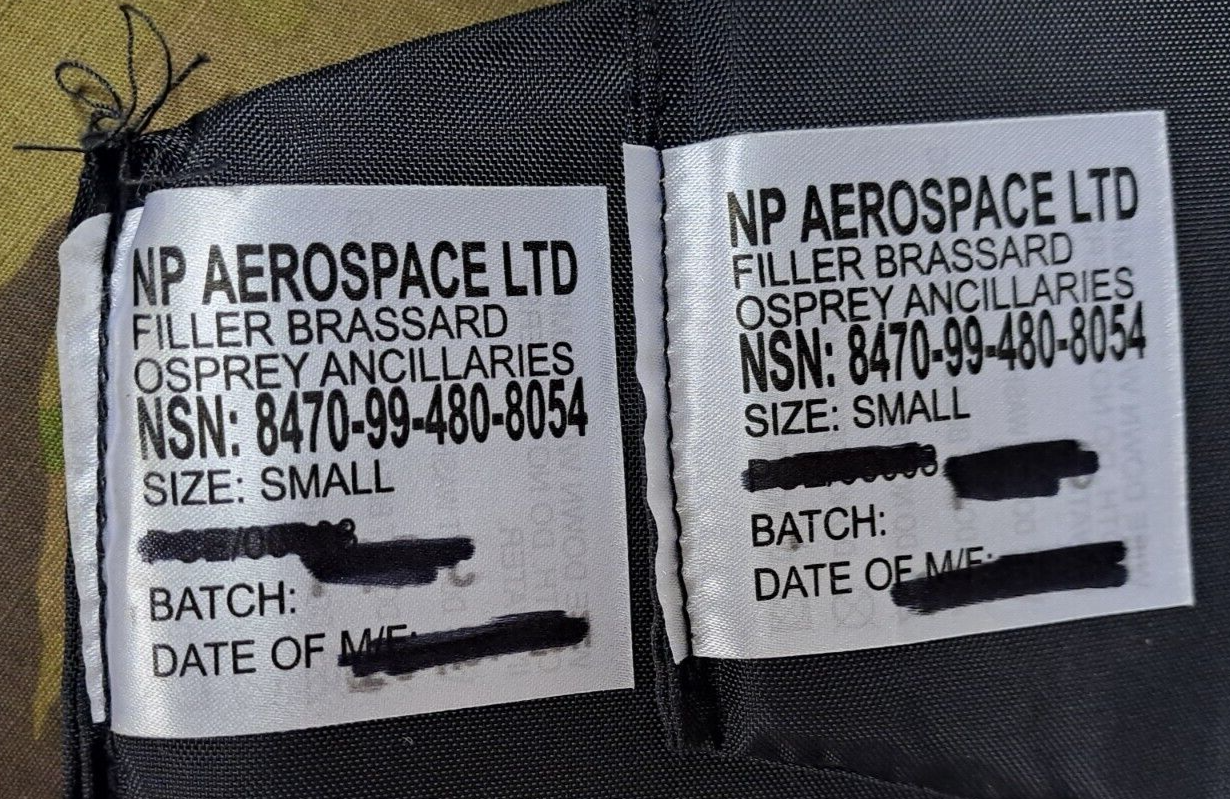 NP AEROSPACE LTD
FILLER BRASSARD
OSPREY ANCILLARIES
NSN: 8470-99-480-8054
SIZE: SMALL
BATCH:
DATE OF M/F:
NP AEROSPACE LTD
FILLER BRASSARD
OSPREY ANCILLARIES
NSN: 8470-99-480-8054
SIZE: SMALL
BATCH:
DATE OF M/F: